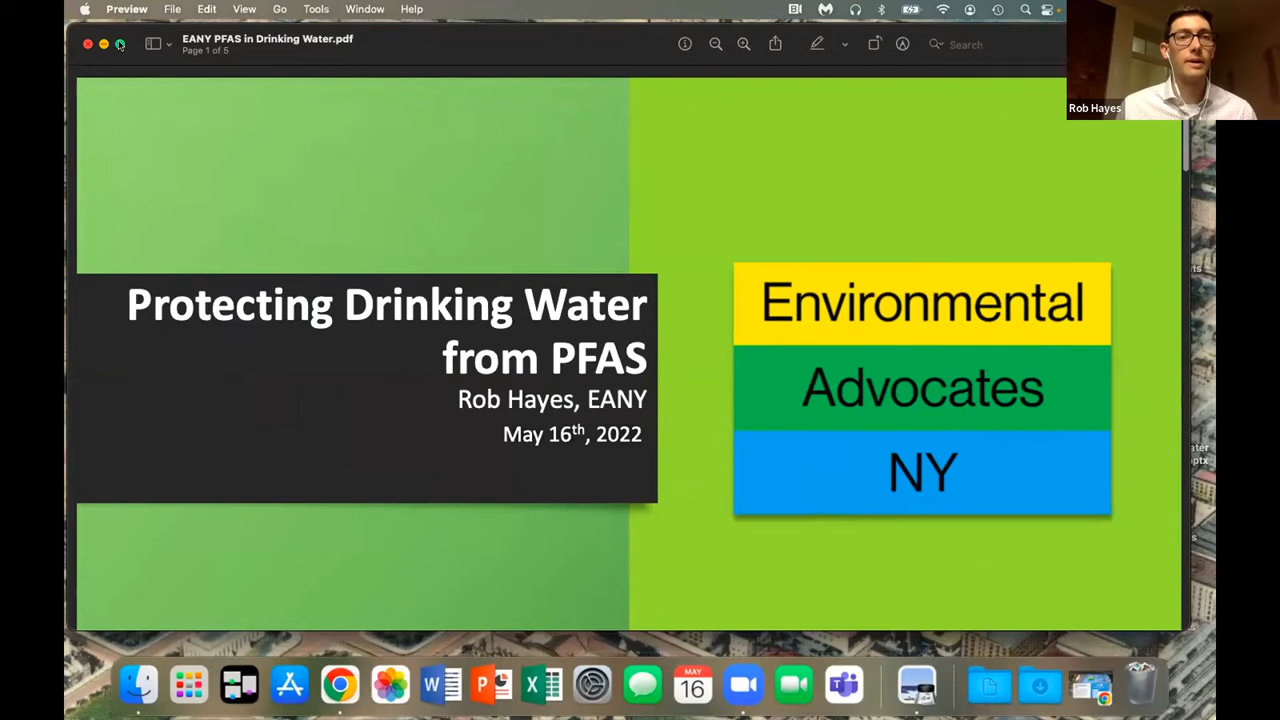 Preview File Edit View Go Tools Window Help
EANY PFAS in Drinking Water.pdf
Page 1 of 5
Search
Rob Hayes
Protecting Drinking Water
from PFAS
Rob Hayes, EANY
May 16th, 2022
Environmental
Advocates
NY
MAY
16